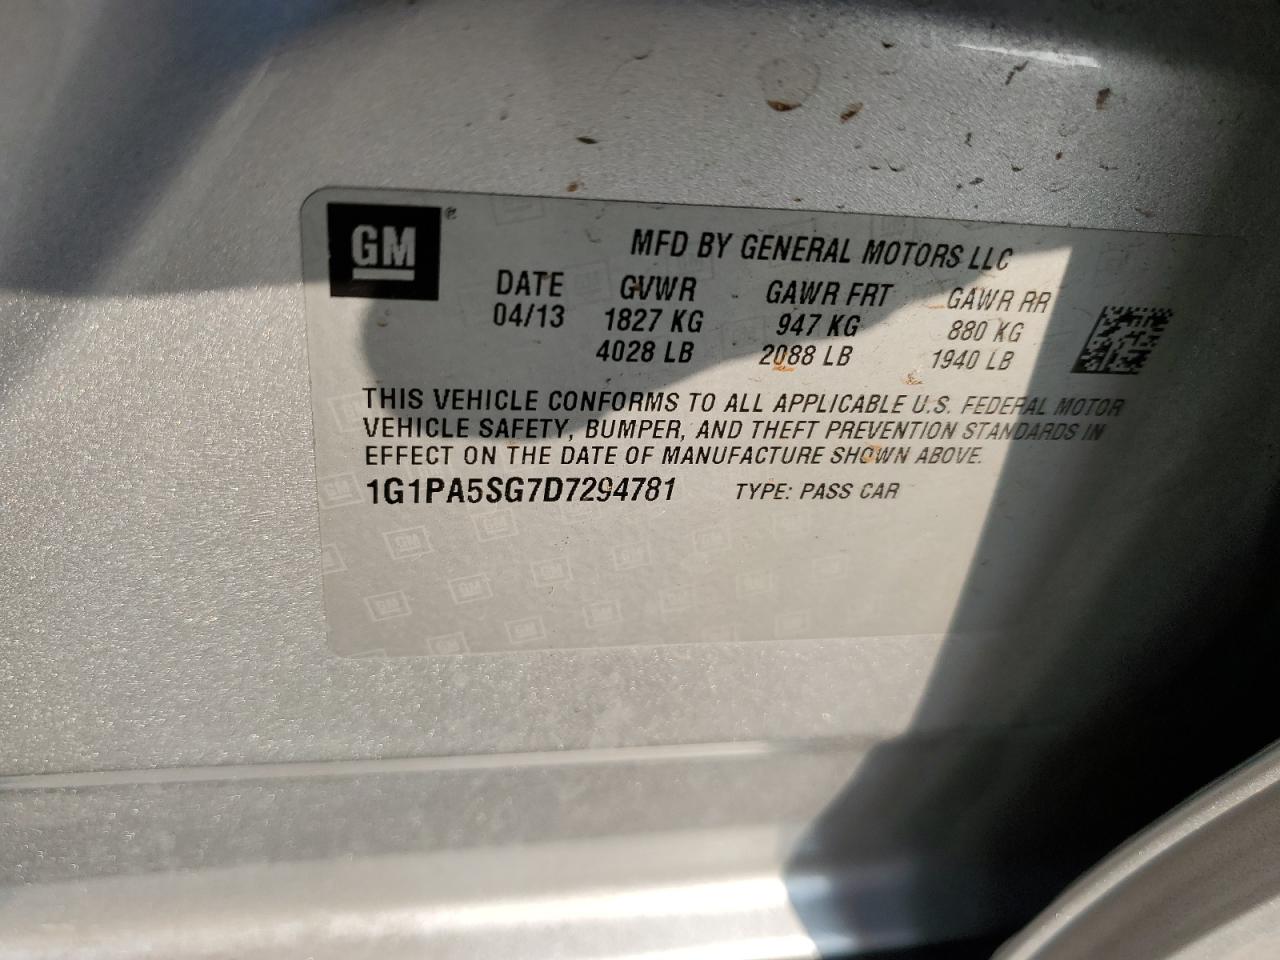 GM®
MFD BY GENERAL MOTORS LLC
DATE GVWR GAWR FRT GAWR RR
04/13 1827 KG 947 KG 880 KG
4028 LB 2088 LB 1940 LB
THIS VEHICLE CONFORMS TO ALL APPLICABLE U.S. FEDERAL MOTOR
VEHICLE SAFETY, BUMPER, AND THEFT PREVENTION STANDARDS IN
EFFECT ON THE DATE OF MANUFACTURE SHOWN ABOVE.
1G1PA5SG7D7294781 TYPE: PASS CAR